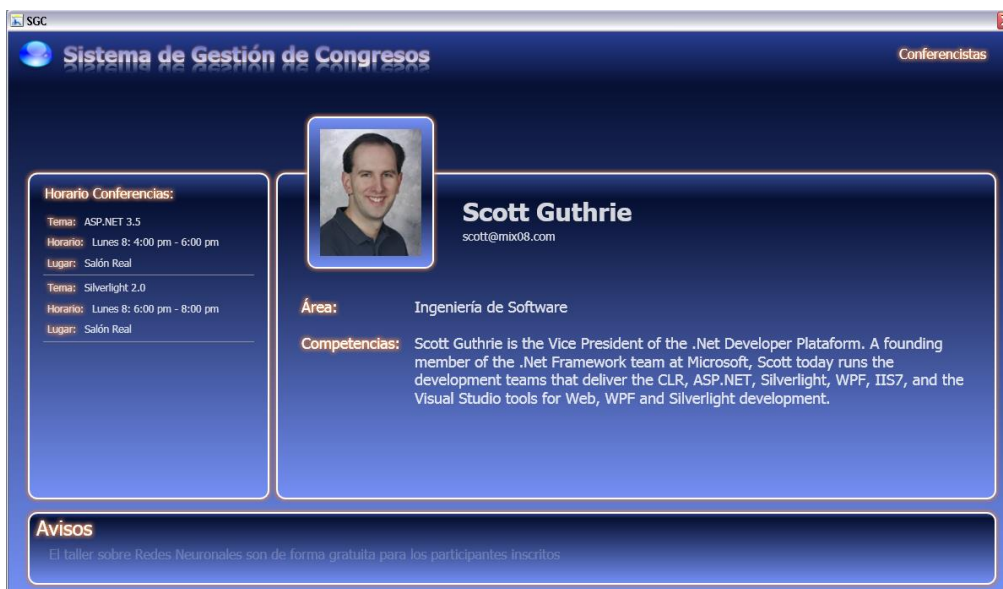 SGC
Sistema de Gestión de Congresos
Conferencistas
Horario Conferencias:
Tema: ASP.NET 3.5
Horario: Lunes 8: 4:00 pm - 6:00 pm
Lugar: Salón Real
Tema: Silverlight 2.0
Horario: Lunes 8: 6:00 pm - 8:00 pm
Lugar: Salón Real
Scott Guthrie
scott@mix08.com
Área: Ingeniería de Software
Competencias: Scott Guthrie is the Vice President of the .Net Developer Plataform. A founding
member of the .Net Framework team at Microsoft, Scott today runs the
development teams that deliver the CLR, ASP.NET, Silverlight, WPF, IIS7, and the
Visual Studio tools for Web, WPF and Silverlight development.
Avisos
El taller sobre Redes Neuronales son de forma gratuita para los participantes inscritos